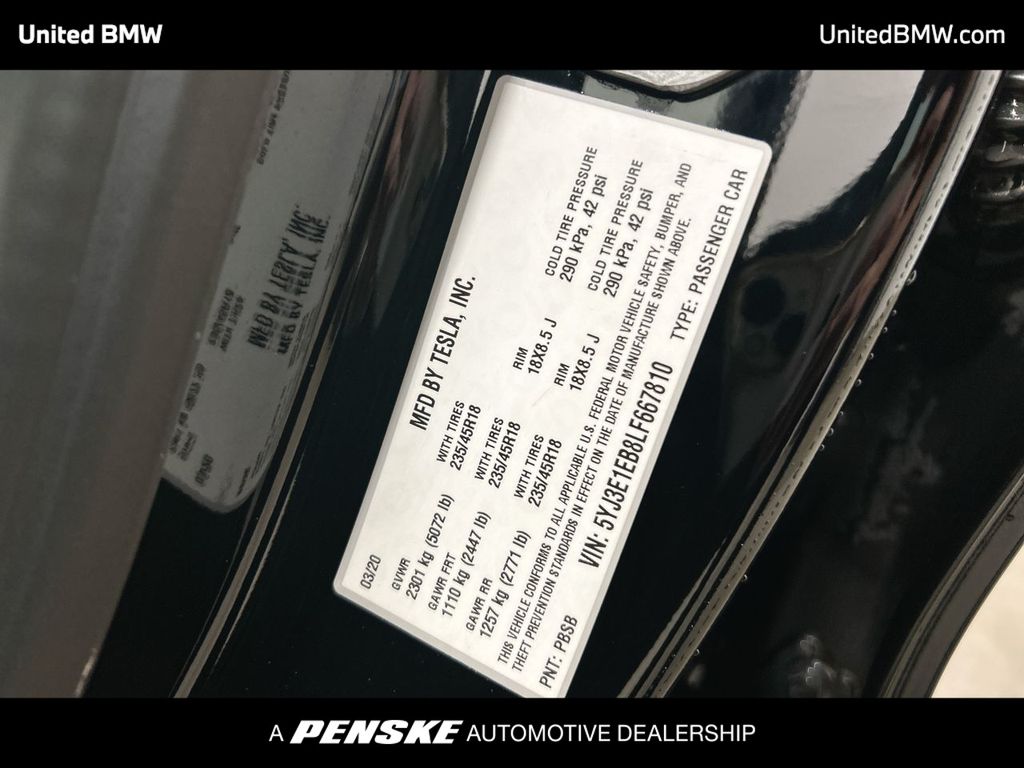 United BMW
UnitedBMW.com
MFD BY TESLA, INC.
03/20
GVWR
2301 kg (5072 lb)
WITH TIRES
235/45R18
RIM
18X8.5 J
COLD TIRE PRESSURE
290 kPa, 42 psi
GAWR FRT
1110 kg (2447 lb)
WITH TIRES
235/45R18
RIM
18X8.5 J
COLD TIRE PRESSURE
290 kPa, 42 psi
GAWR RR
1257 kg (2771 lb)
WITH TIRES
235/45R18
THIS VEHICLE CONFORMS TO ALL APPLICABLE U.S. FEDERAL MOTOR VEHICLE SAFETY, BUMPER, AND
THEFT PREVENTION STANDARDS IN EFFECT ON THE DATE OF MANUFACTURE SHOWN ABOVE.
VIN: 5YJ3E1EB8LF667810
PNT: PBSB
TYPE: PASSENGER CAR
A PENSKE AUTOMOTIVE DEALERSHIP